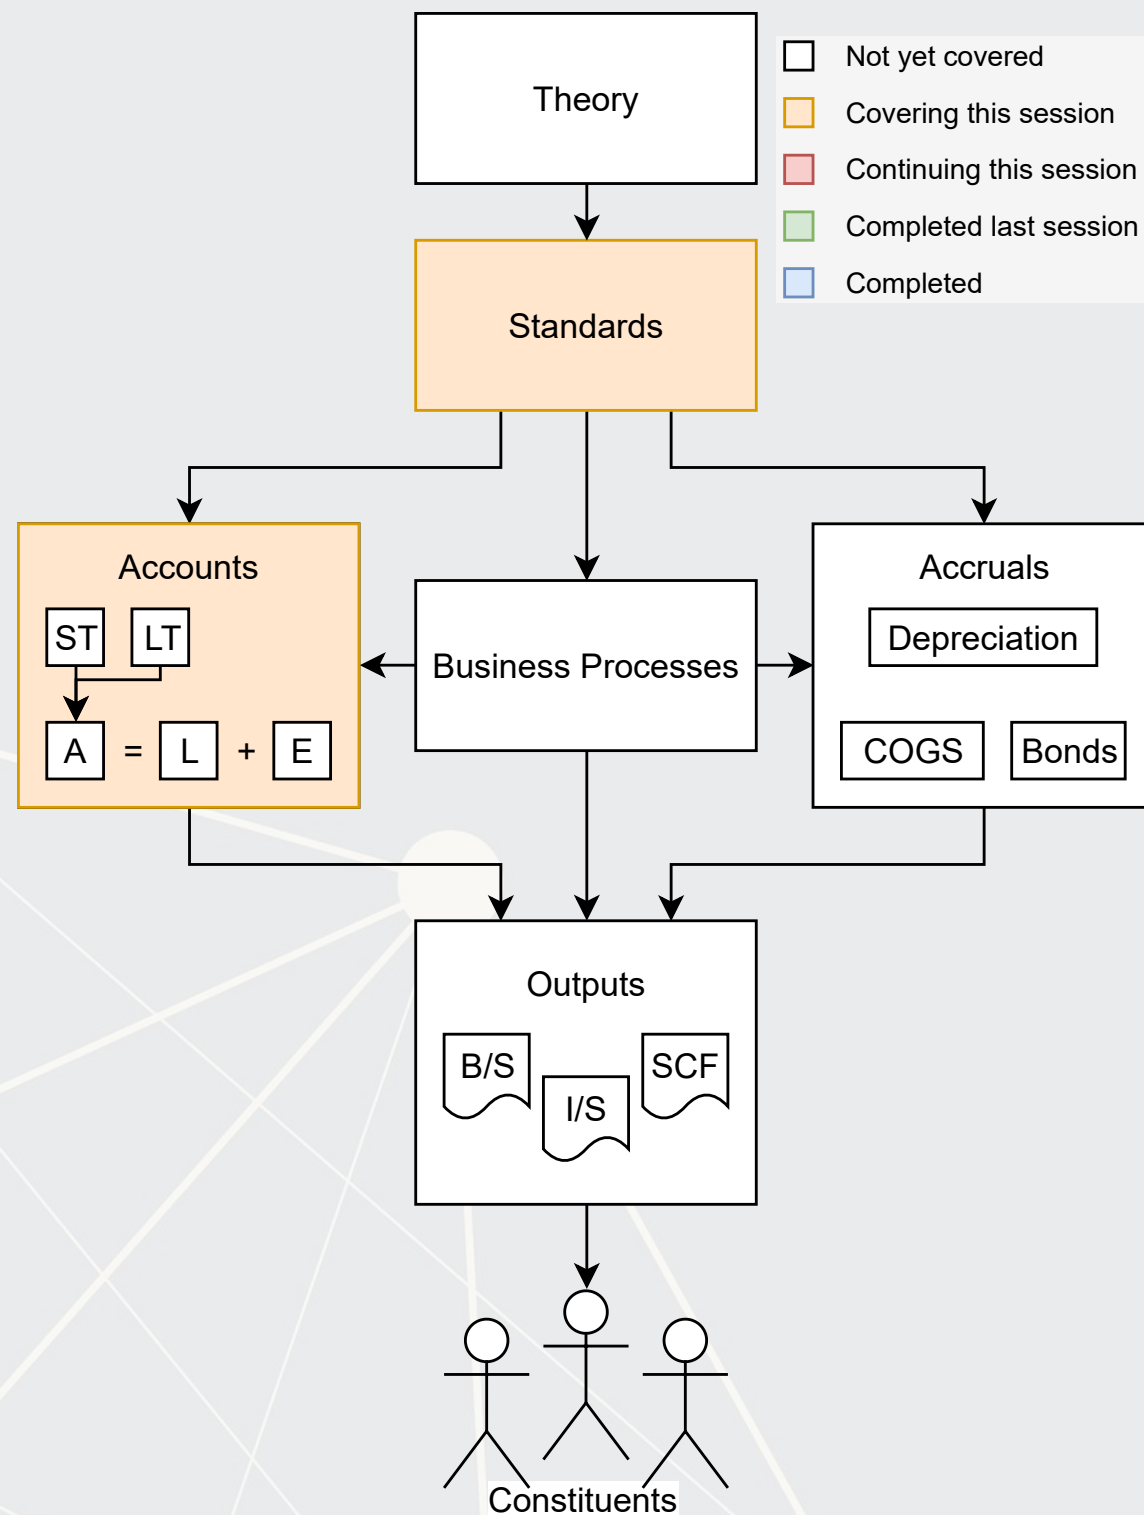 Theory
Not yet covered
Covering this session
Continuing this session
Completed last session
Completed
Standards
Accounts
ST LT
A = L + E
Business Processes
Accruals
Depreciation
COGS Bonds
Outputs
B/S
I/S
SCF
Constituents